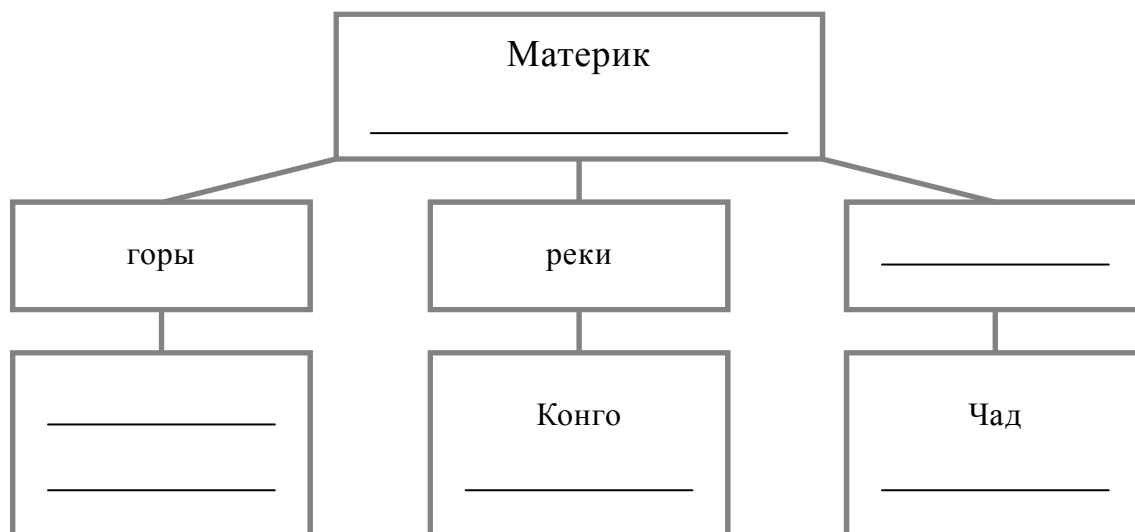 Материк
горы
реки
Конго
Чад